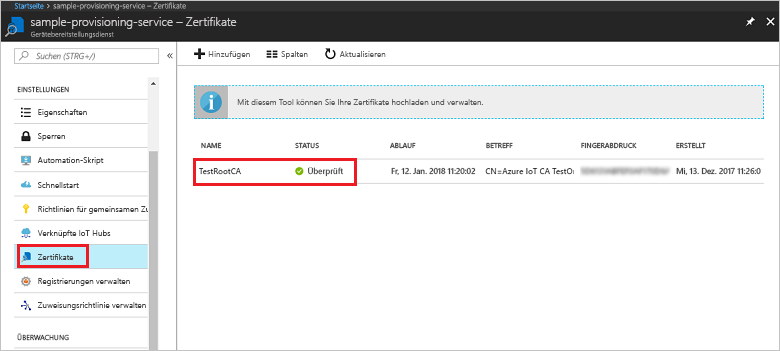 Startseite > sample-provisioning-service – Zertifikate
sample-provisioning-service – Zertifikate
Gerätebereitstellungsdienst
Suchen (STRG+/)
Hinzufügen Spalten Aktualisieren
EINSTELLUNGEN
Eigenschaften
Sperren
Automation-Skript
Schnellstart
Richtlinien für gemeinsamen Zu
Verknüpfte IoT Hubs
Zertifikate
Registrierungen verwalten
Zuweisungsrichtlinie verwalten
ÜBERWACHUNG
Mit diesem Tool können Sie Ihre Zertifikate hochladen und verwalten.
NAME STATUS ABLAUF BETREFF FINGERABDRUCK ERSTELLT
TestRootCA Überprüft Fr, 12. Jan. 2018 11:20:02 CN=Azure IoT CA TestO Mi, 13. Dez. 2017 11:26:0